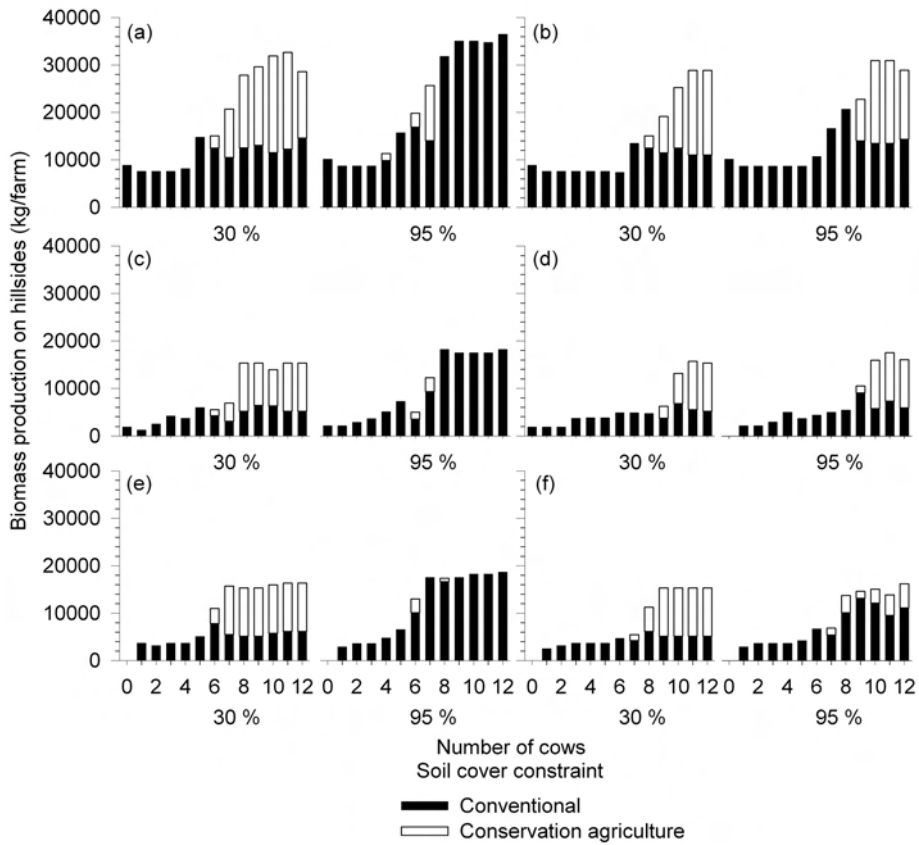 (a)
(b)
40000
30000
20000
10000
0
30 %
95 %
30 %
95 %
(c)
(d)
40000
30000
20000
10000
0
30 %
95 %
30 %
95 %
(e)
(f)
40000
30000
20000
10000
0
0 2 4 6 8 10 12
0 2 4 6 8 10 12
0 2 4 6 8 10 12
0 2 4 6 8 10 12
30 %
95 %
30 %
95 %
Biomass production on hillsides (kg/farm)
Number of cows
Soil cover constraint
Conventional
Conservation agriculture